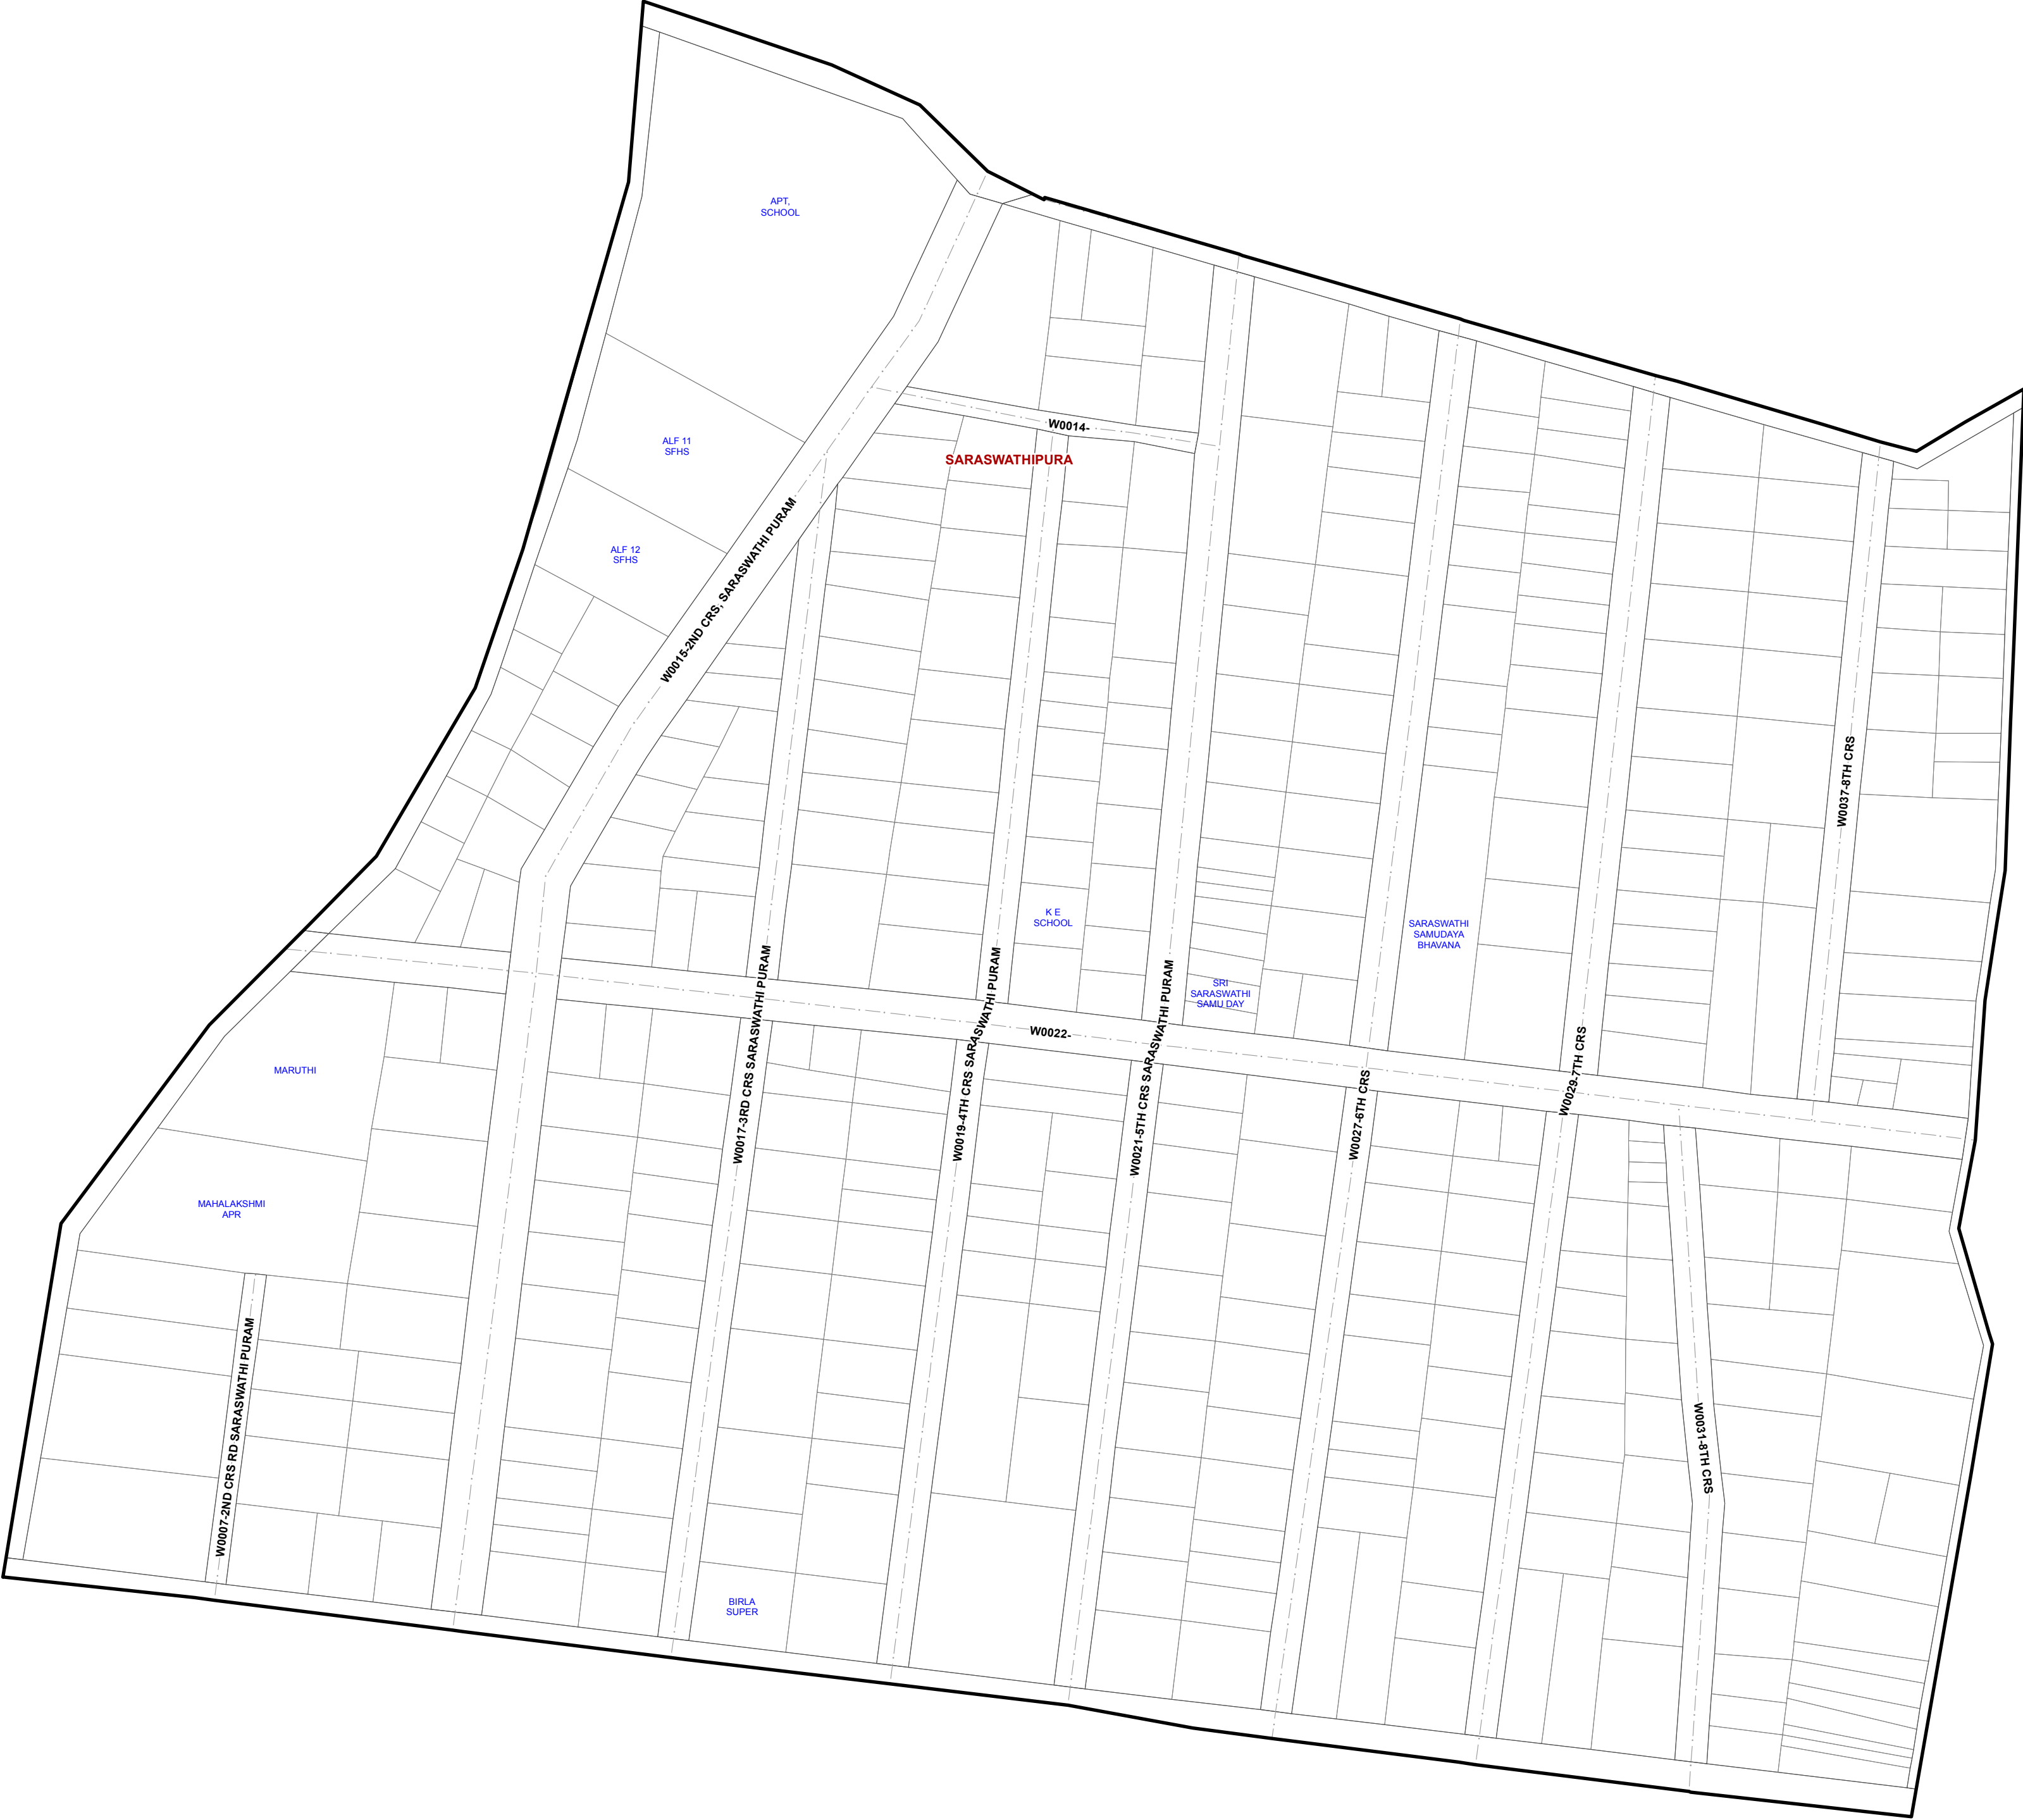 APT,
SCHOOL
W0014-
SARASWATHIPURA
ALF 11
SFHS
ALF 12
SFHS
W0015-2ND CRS, SARASWATHI PURAM
W0037-8TH CRS
K E
SCHOOL
SARASWATHI
SAMUDAYA
BHAVANA
SRI
SARASWATHI
SAMU DAY
W0022-
W0017-3RD CRS SARASWATHI PURAM
W0019-4TH CRS SARASWATHI PURAM
W0021-5TH CRS SARASWATHI PURAM
W0027-6TH CRS
W0029-7TH CRS
MARUTHI
MAHALAKSHMI
APR
W0007-2ND CRS RD SARASWATHI PURAM
W0031-8TH CRS
BIRLA
SUPER